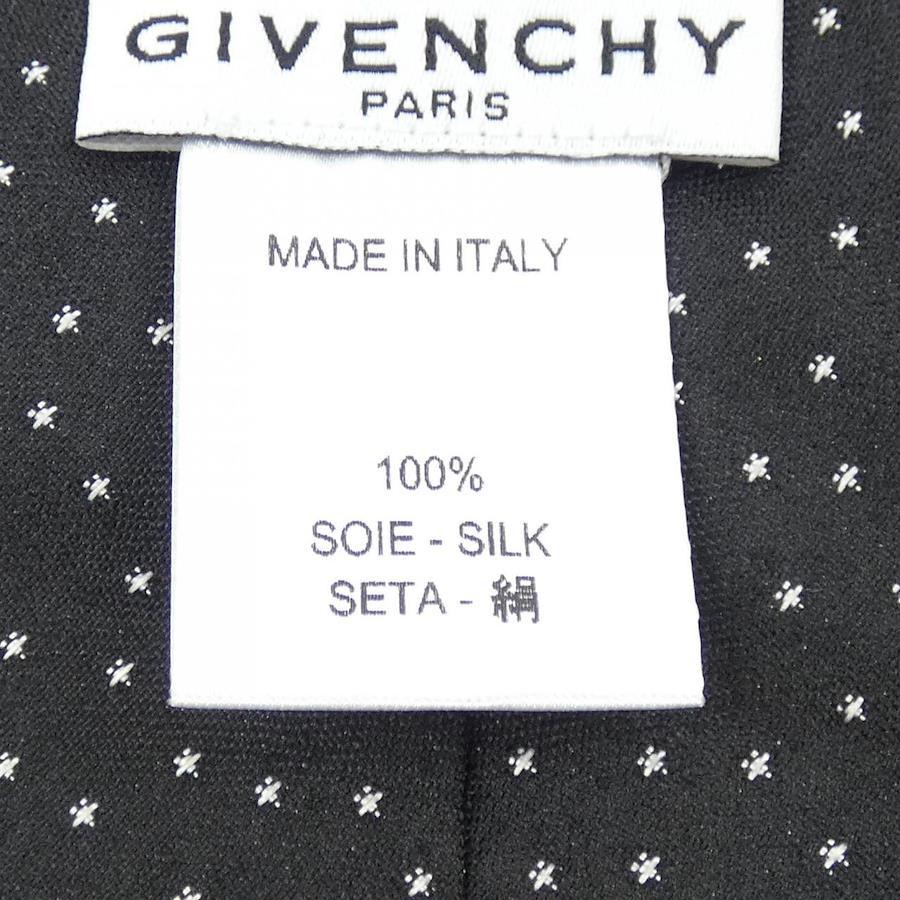 GIVENCHY
PARIS
MADE IN ITALY
100%
SOIE - SILK
SETA - 絹